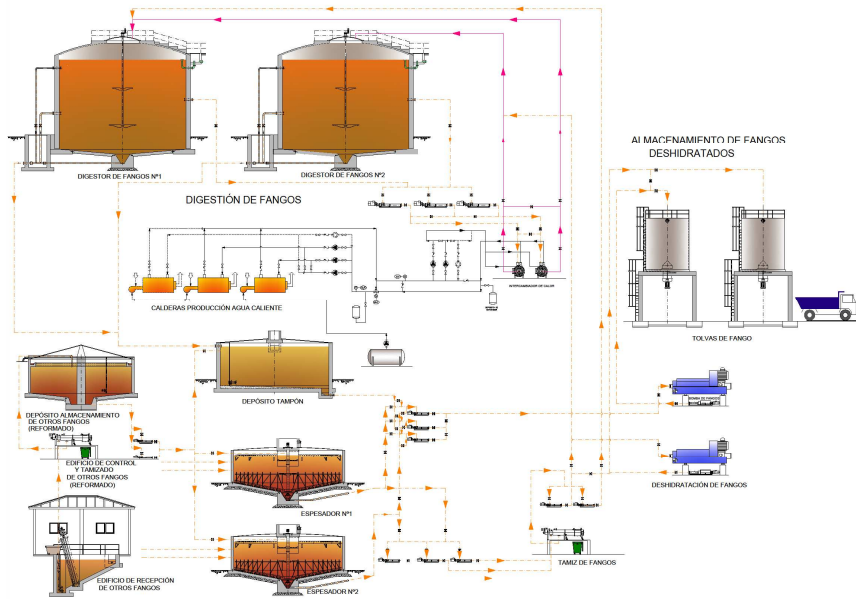 ALMACENAMIENTO DE FANGOS
DESHIDRATADOS
DIGESTOR DE FANGOS Nº1
DIGESTOR DE FANGOS Nº2
DIGESTIÓN DE FANGOS
INTERCAMBIADOR DE CALOR
CALDERAS PRODUCCIÓN AGUA CALIENTE
TOLVAS DE FANGO
DEPÓSITO TAMPÓN
BOMBA DE FANGOS
DEPÓSITO ALMACENAMIENTO
DE OTROS FANGOS
(REFORMADO)
EDIFICIO DE CONTROL
Y TAMIZADO
DE OTROS FANGOS
(REFORMADO)
DESHIDRATACIÓN DE FANGOS
ESPESADOR Nº1
TAMIZ DE FANGOS
EDIFICIO DE RECEPCIÓN
DE OTROS FANGOS
ESPESADOR Nº2